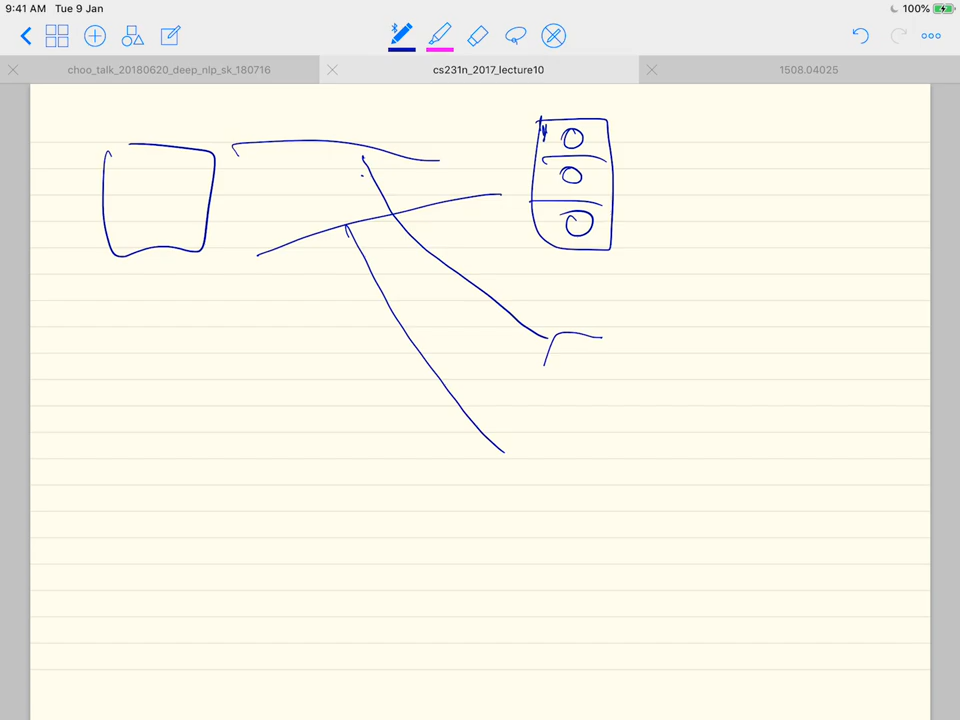 9:41 AM Tue 9 Jan 100%
choo_talk_20180620_deep_nlp_sk_180716 cs231n_2017_lecture10 1508.04025